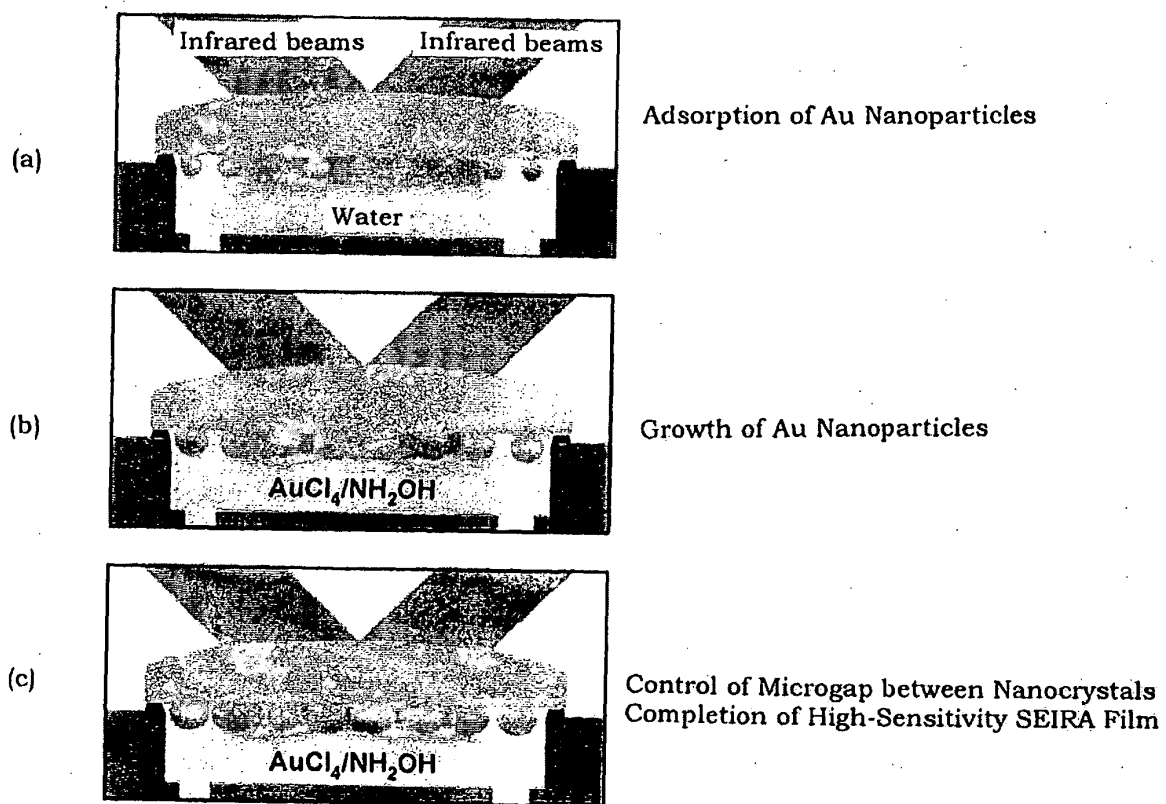 Infrared beams Infrared beams
(a)
Adsorption of Au Nanoparticles
Water
(b)
Growth of Au Nanoparticles
AuCl₄/NH₂OH
(c)
Control of Microgap between Nanocrystals
Completion of High-Sensitivity SEIRA Film
AuCl₄/NH₂OH